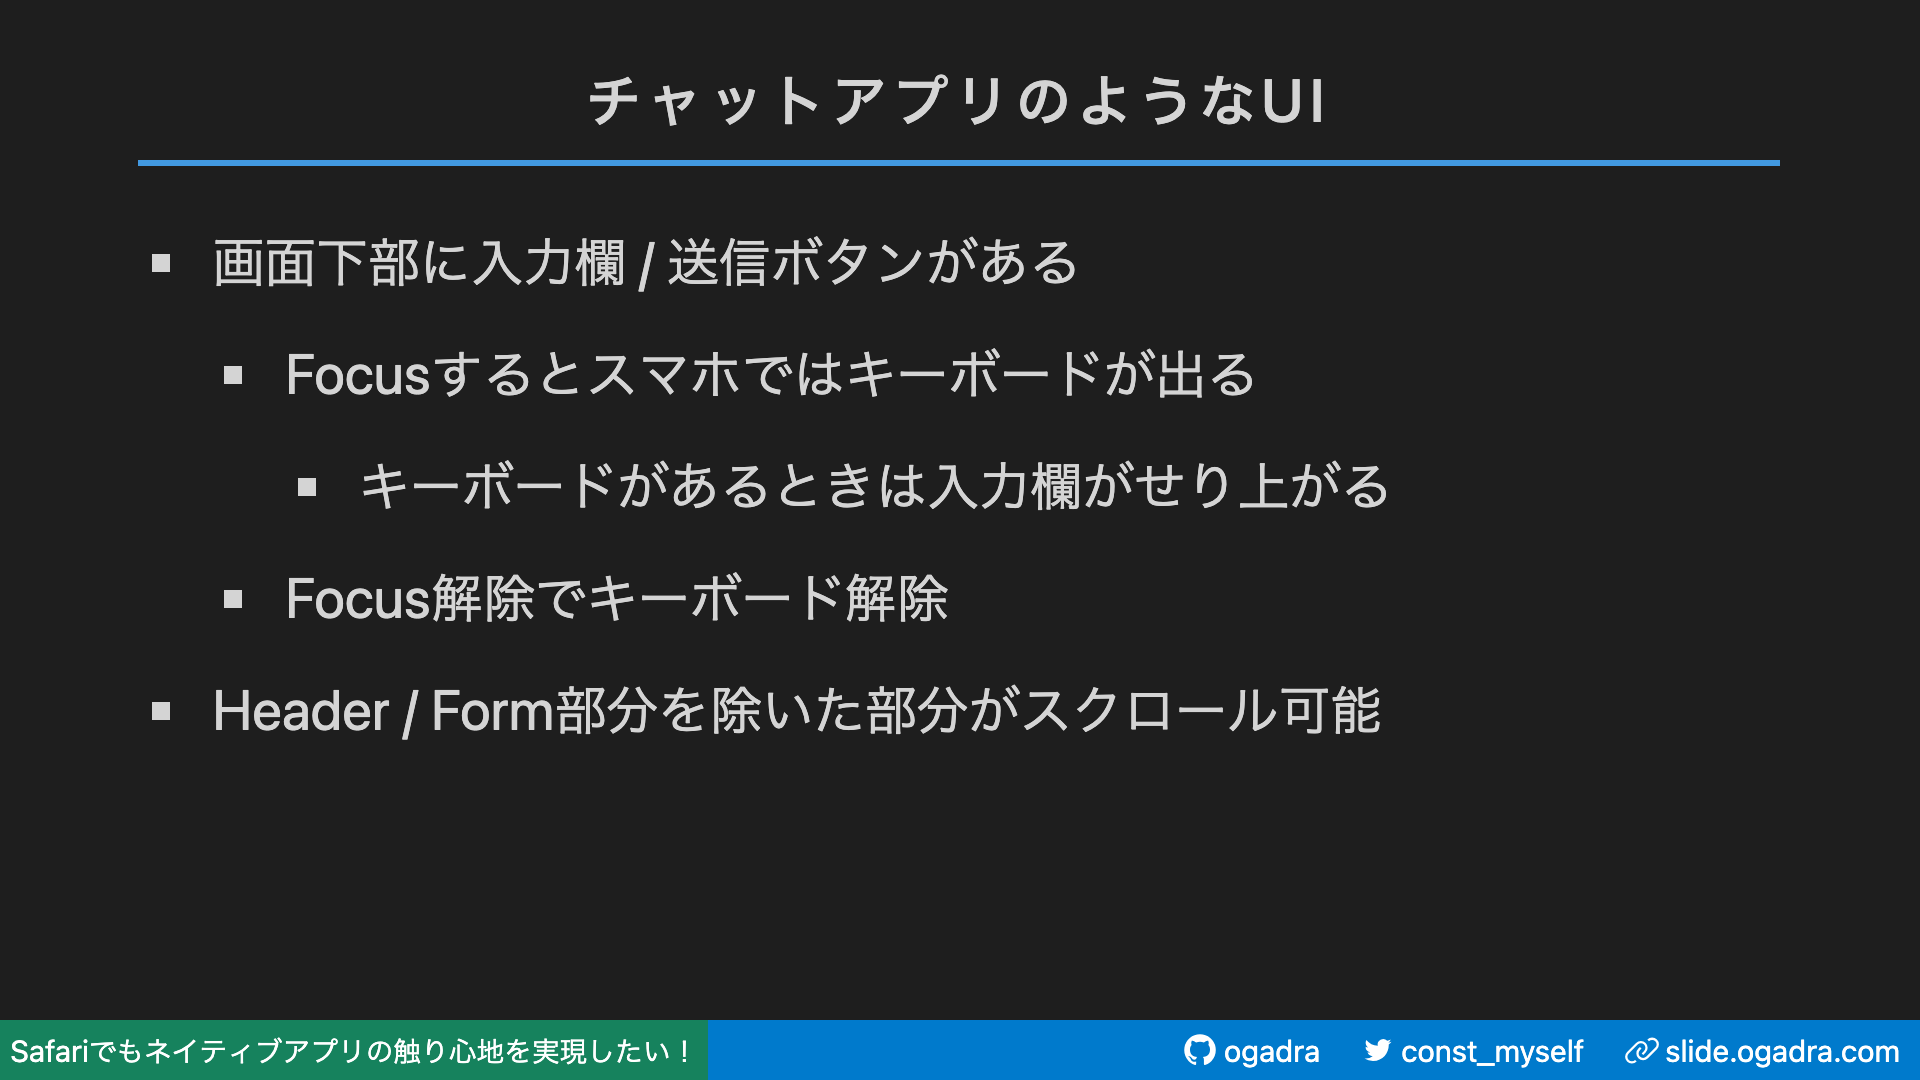 チャットアプリのようなUI
画面下部に入力欄 / 送信ボタンがある
Focusするとスマホではキーボードが出る
キーボードがあるときは入力欄がせり上がる
Focus解除でキーボード解除
Header / Form部分を除いた部分がスクロール可能
Safariでもネイティブアプリの触り心地を実現したい！
ogadra
const_myself
slide.ogadra.com